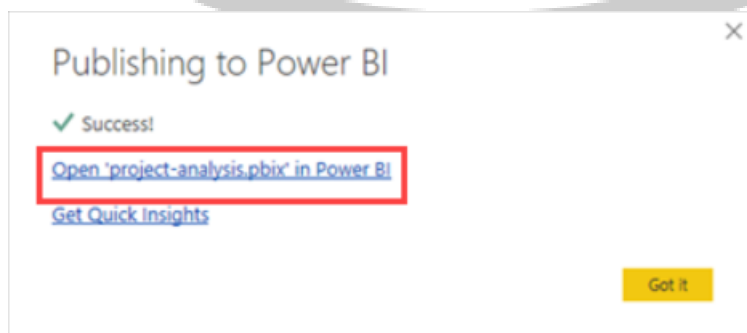 Publishing to Power BI
Success!
Open 'project-analysis.pbix' in Power BI
Get Quick Insights
Got it